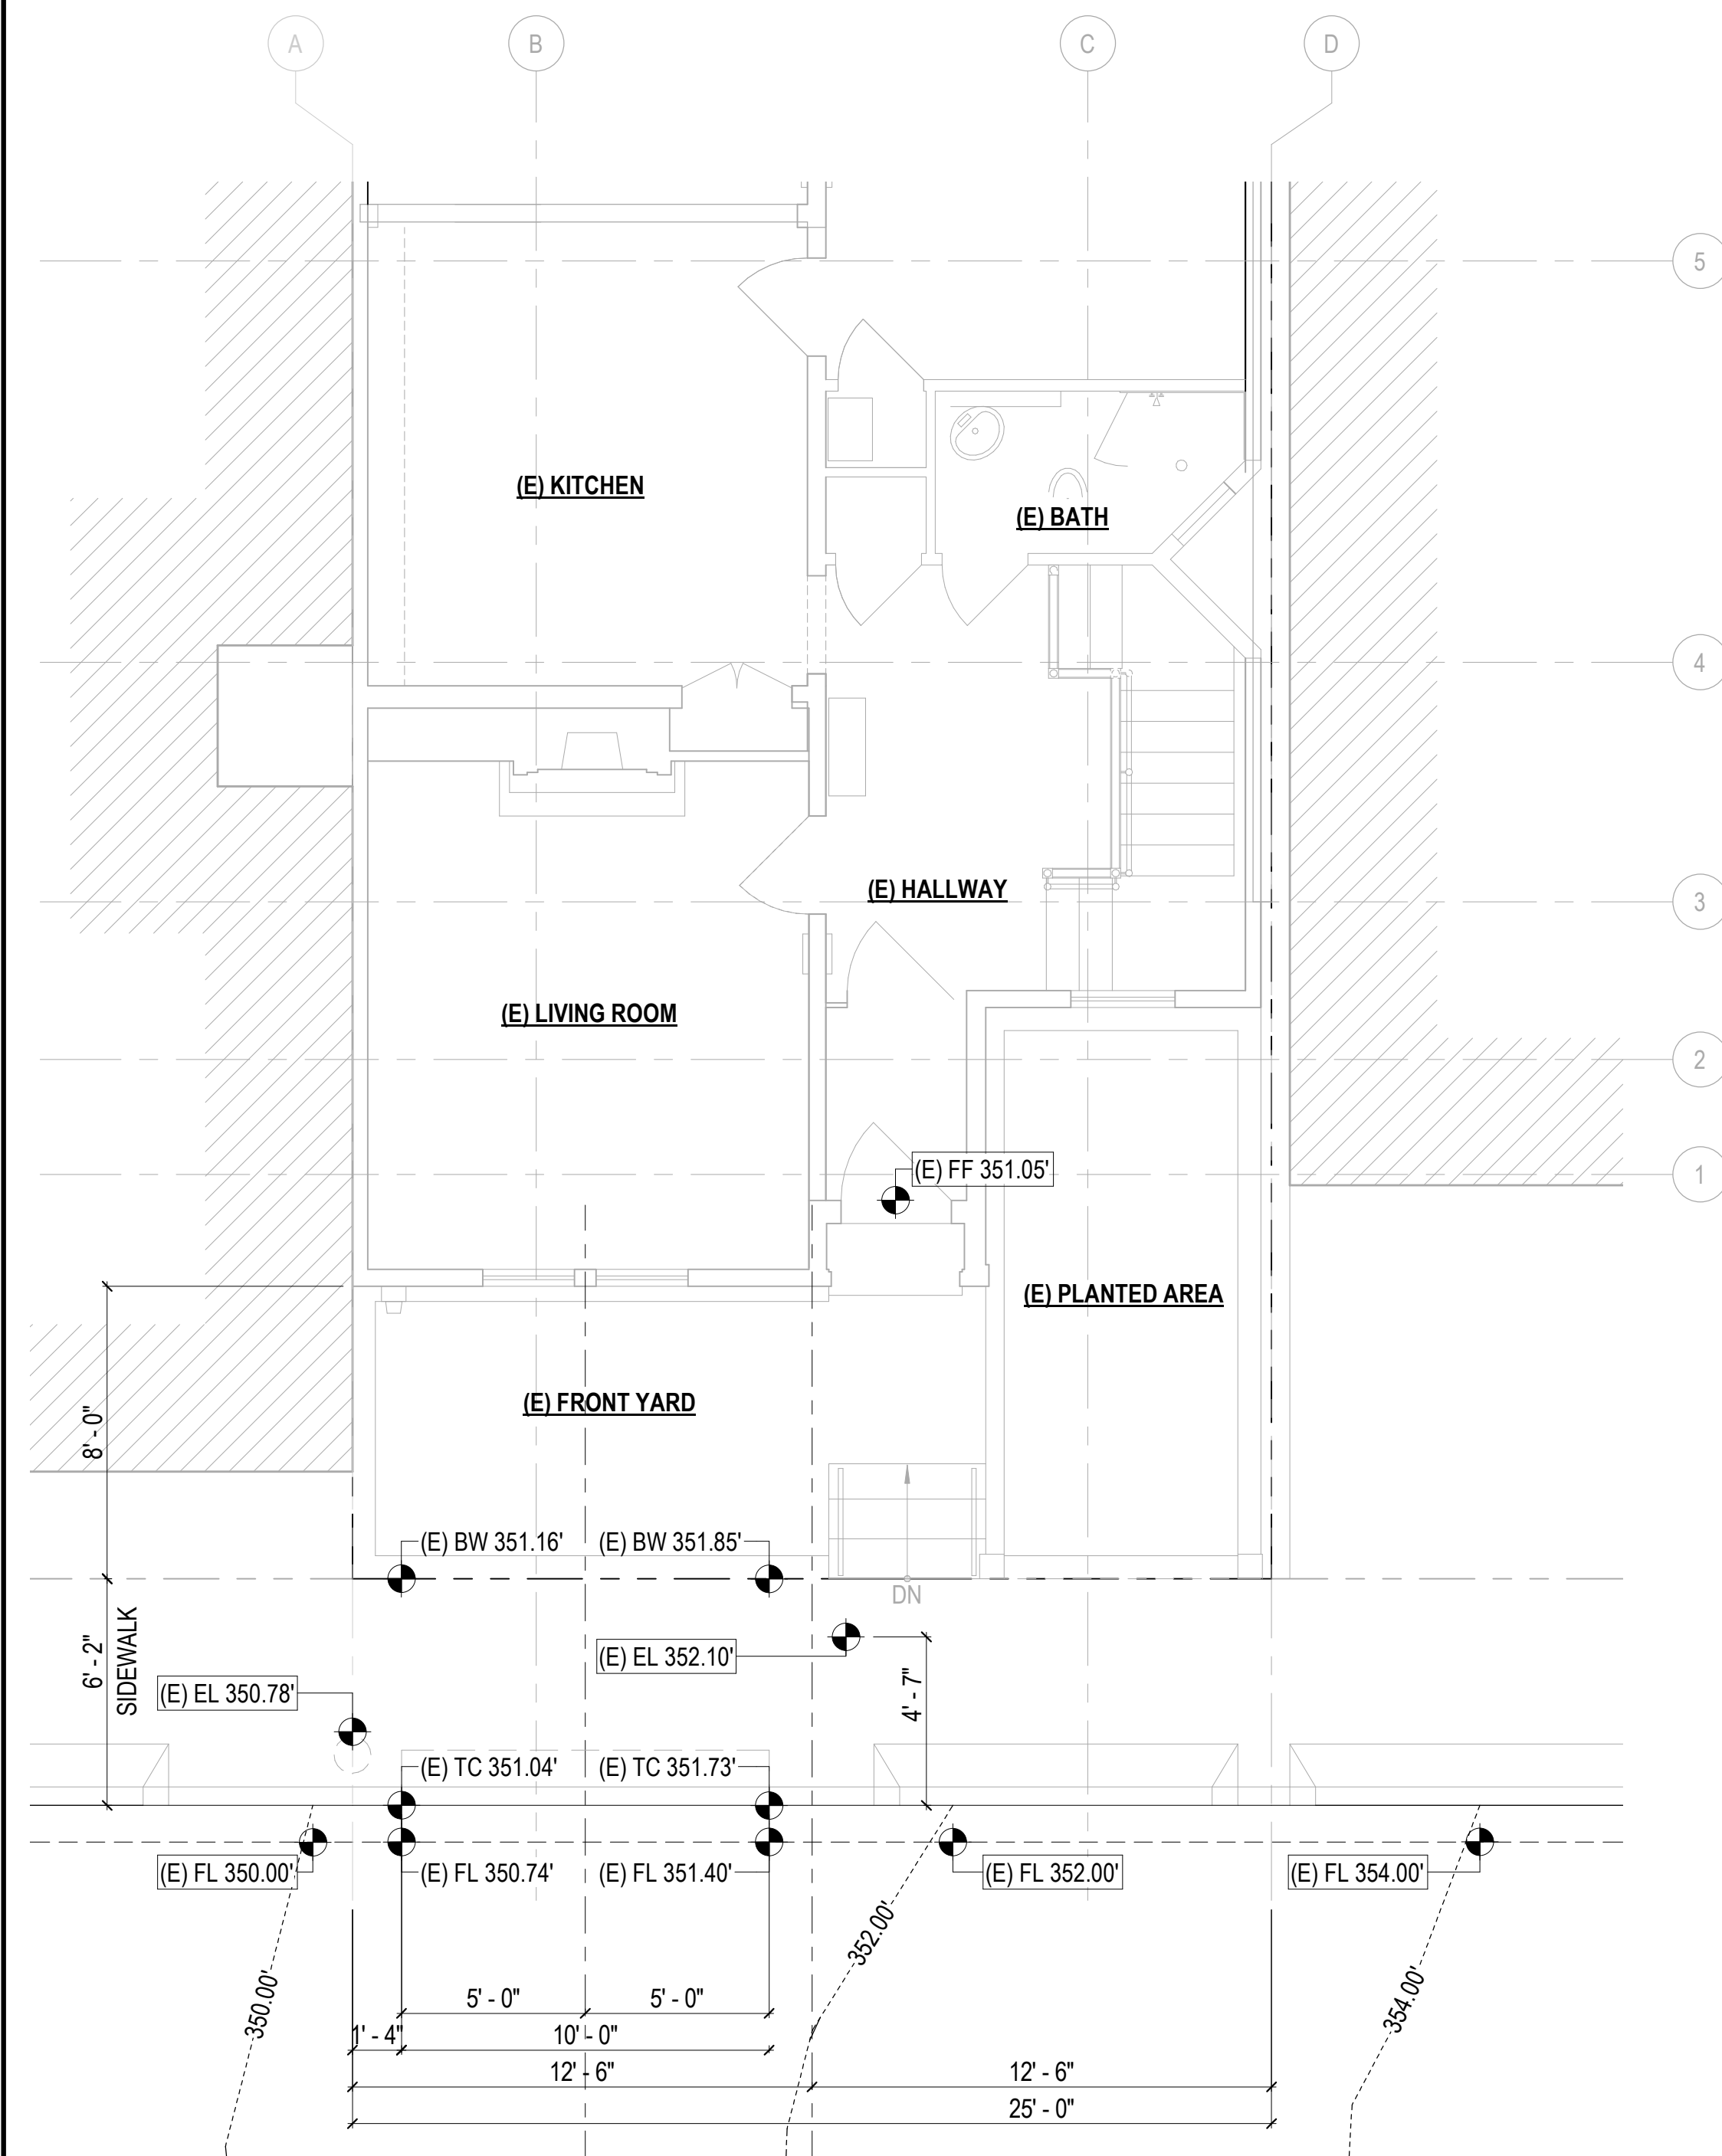 A
B
C
D
5
(E) KITCHEN
(E) BATH
4
(E) HALLWAY
3
(E) LIVING ROOM
2
(E) FF 351.05'
1
(E) PLANTED AREA
(E) FRONT YARD
8' - 0"
(E) BW 351.16'
(E) BW 351.85'
DN
6' - 2"
SIDEWALK
(E) EL 352.10'
4' - 7"
(E) EL 350.78'
(E) TC 351.04'
(E) TC 351.73'
(E) FL 350.00'
(E) FL 350.74'
(E) FL 351.40'
(E) FL 352.00'
(E) FL 354.00'
350.00'
352.00'
354.00'
5' - 0"
5' - 0"
1' - 4"
10' - 0"
12' - 6"
12' - 6"
25' - 0"